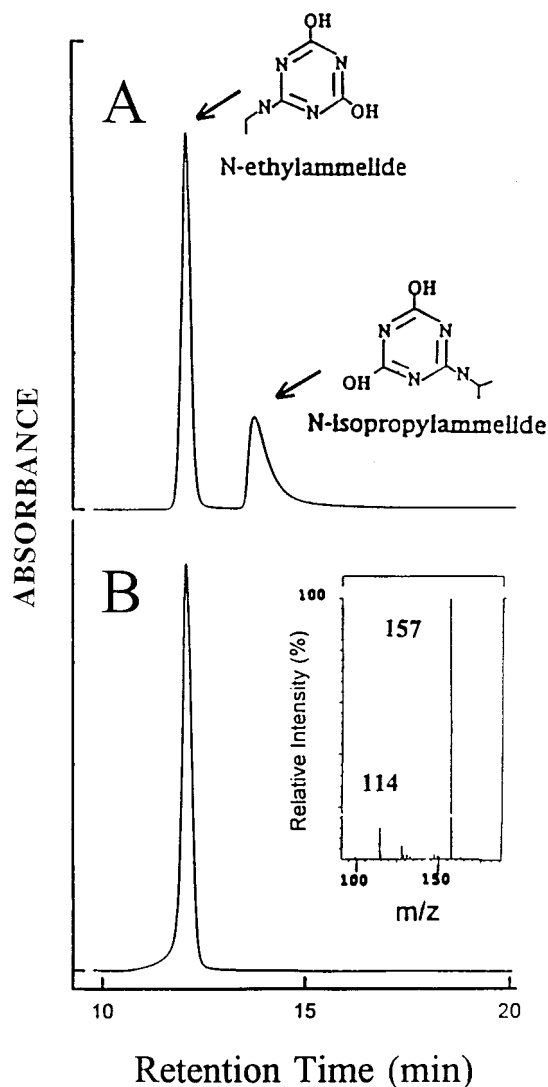 A
OH
N
N
N
N
OH
N-ethylammelide
OH
N
N
OH
N
N
N-isopropylammelide
ABSORBANCE
B
100
157
114
Relative Intensity (%)
100
150
m/z
10
15
20
Retention Time (min)